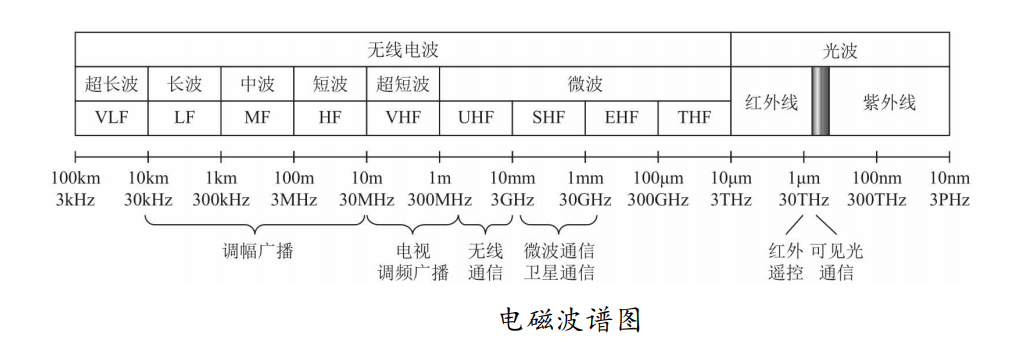 无线电波 光波
超长波 长波 中波 短波 超短波 微波 红外线 紫外线
VLF LF MF HF VHF UHF SHF EHF THF
100km 10km 1km 100m 10m 1m 10mm 1mm 100μm 10μm 1μm 100nm 10nm
3kHz 30kHz 300kHz 3MHz 30MHz 300MHz 3GHz 30GHz 300GHz 3THz 30THz 300THz 3PHz
调幅广播 电视 无线 微波通信 红外 可见光
调频广播 通信 卫星通信 遥控 通信
电磁波谱图